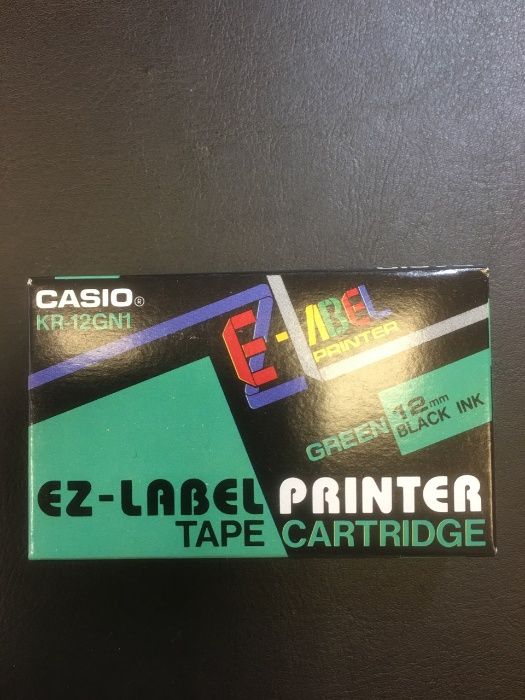 CASIO®
KR-12GN1
EZ-LABEL
PRINTER
GREEN 12mm
BLACK INK
EZ-LABEL PRINTER
TAPE CARTRIDGE